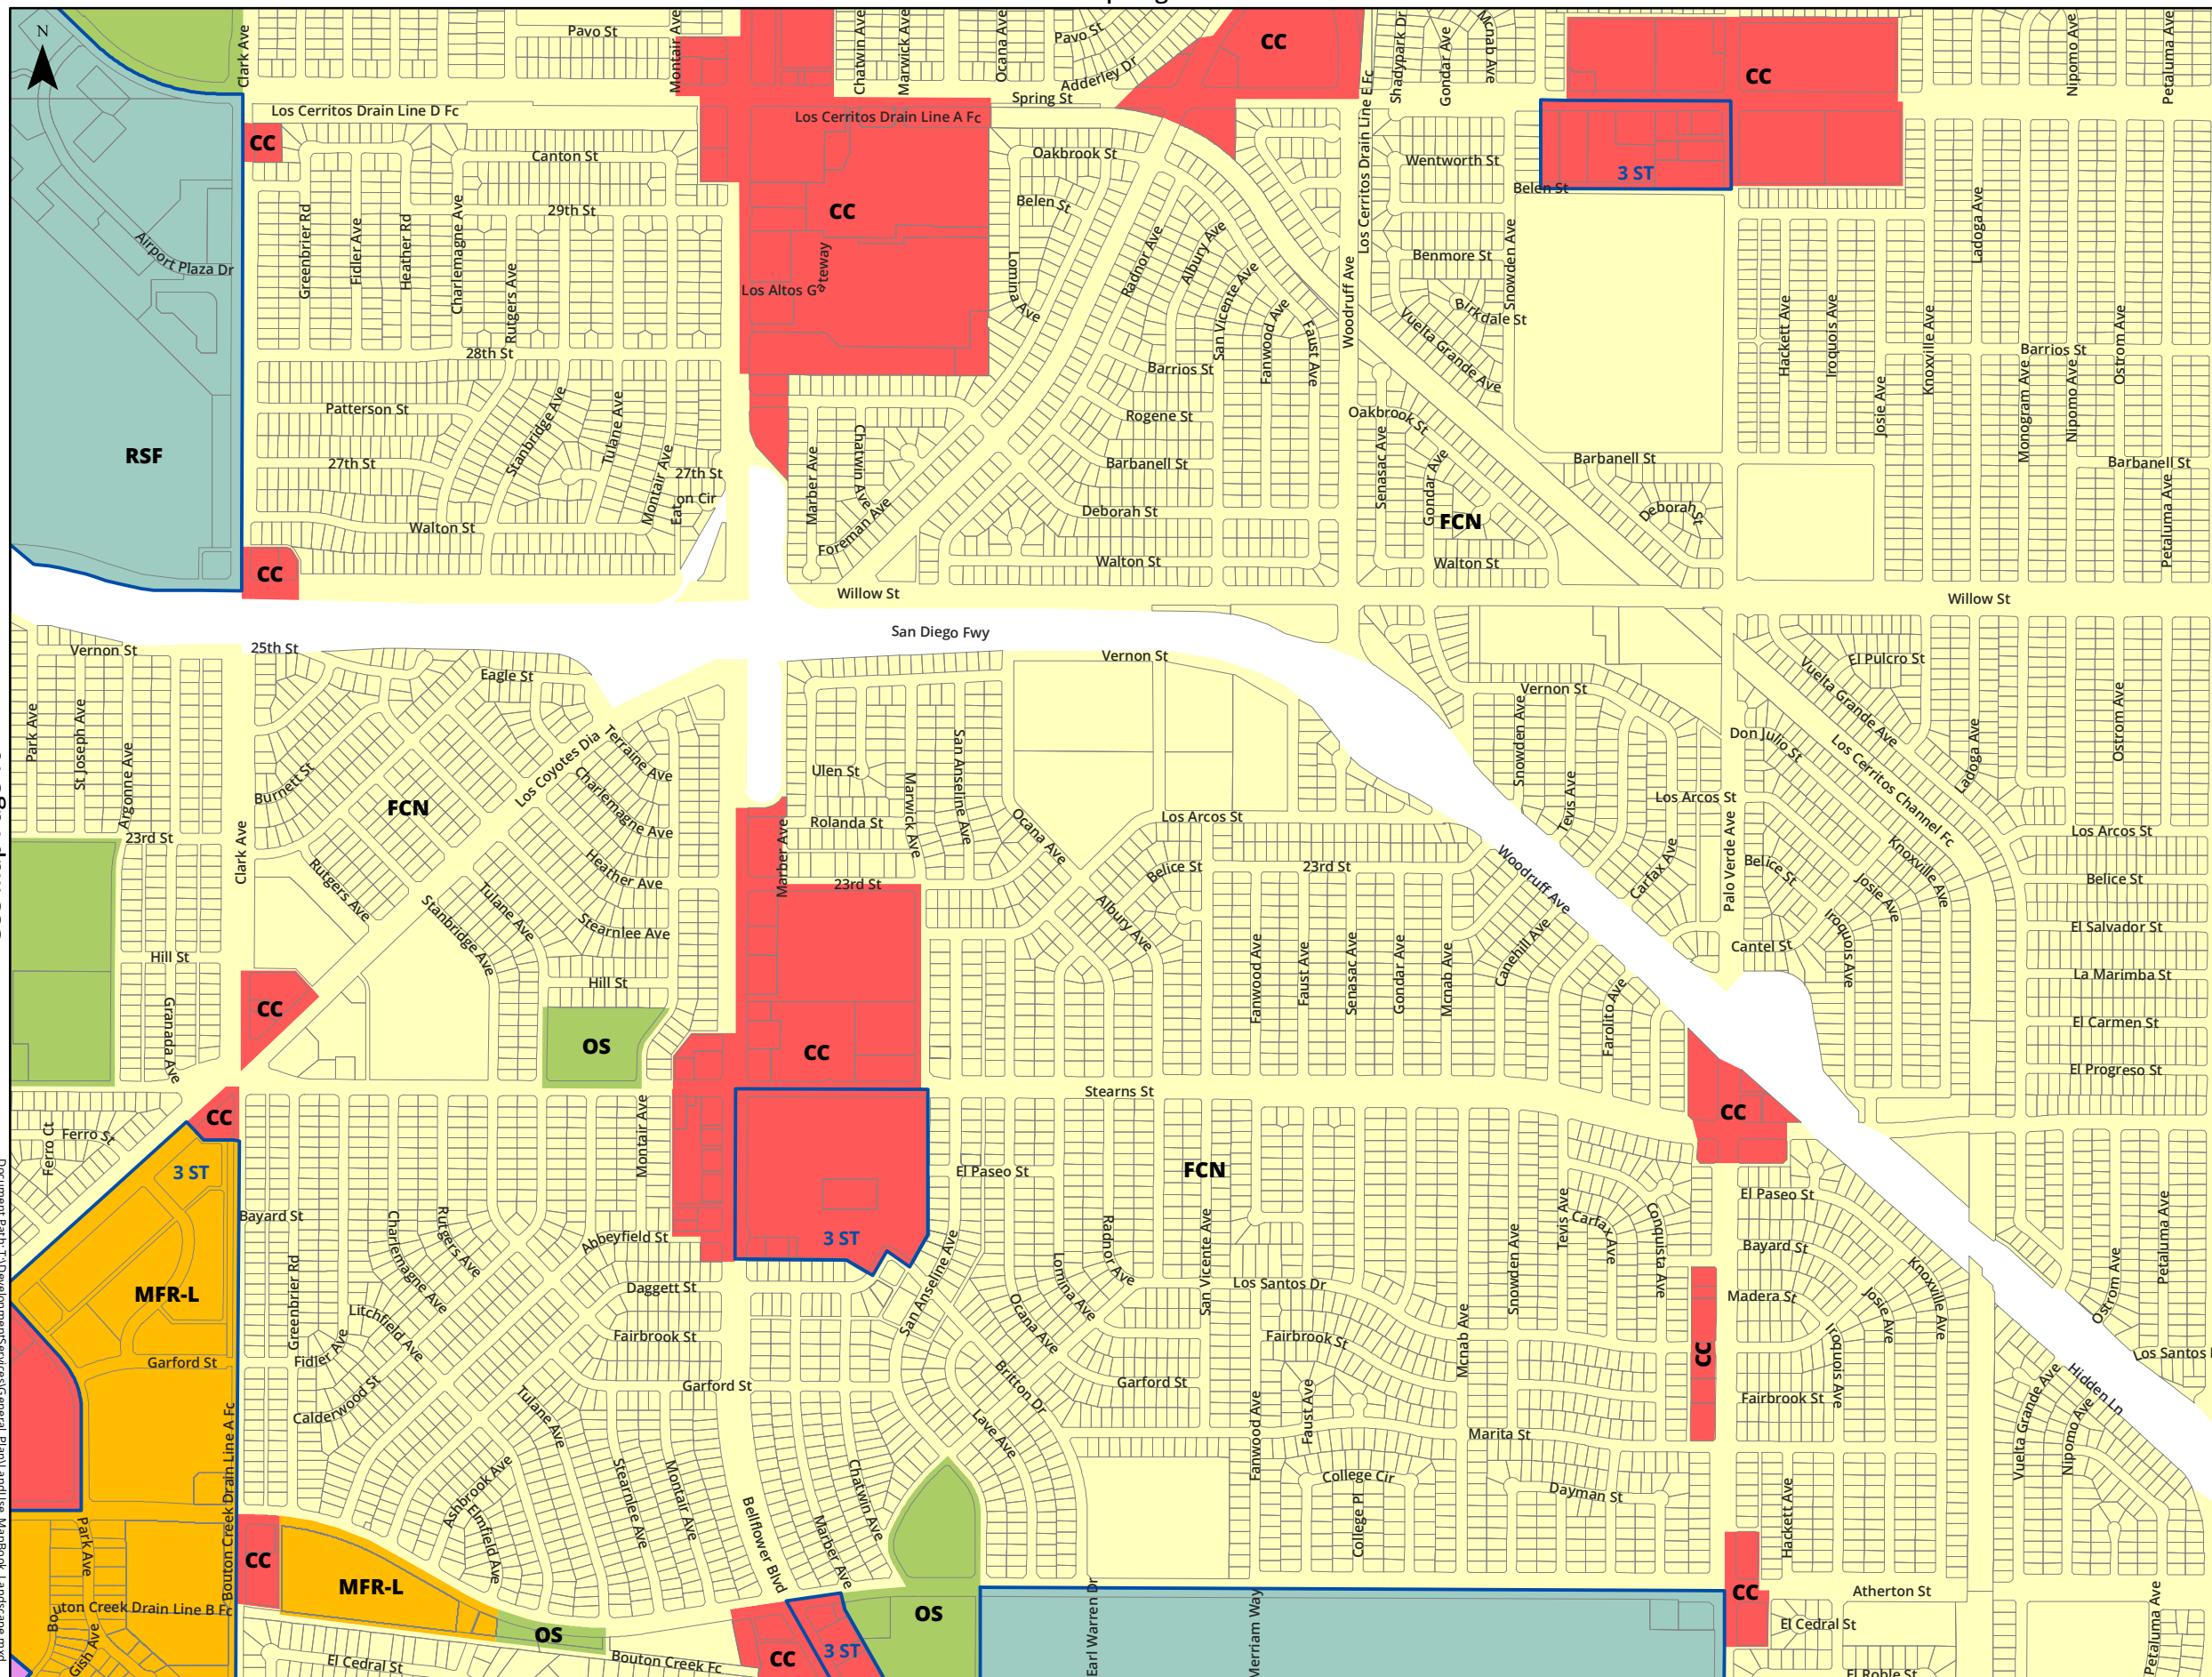 N
Clark Ave
Pavo St
Montair Ave
Chatwin Ave
Marwick Ave
Ocana Ave
Pavo St
Adderley Dr
CC
Shadypark Dr
Gondar Ave
Mcnab Ave
CC
Nipomo Ave
Petaluma Ave
Los Cerritos Drain Line D Fc
Spring St
Los Cerritos Drain Line A Fc
Los Cerritos Drain Line E Fc
CC
Canton St
Oakbrook St
Wentworth St
3 ST
Belen St
29th St
CC
Belen St
Airport Plaza Dr
Greenbrier Rd
Fidler Ave
Heather Rd
Charlemagne Ave
Rutgers Ave
Los Altos Gateway
Lomina Ave
Radnor Ave
Albury Ave
San Vicente Ave
Fanwood Ave
Faust Ave
Woodruff Ave
Benmore St
Birkdale St
Snowden Ave
Vuelta Grande Ave
Hackett Ave
Iroquois Ave
Josie Ave
Knoxville Ave
Ladoga Ave
Monogram Ave
Nipomo Ave
Ostrom Ave
Barrios St
28th St
Barrios St
Patterson St
Stanbridge Ave
Tulane Ave
Montair Ave
Rogene St
Oakbrook St
RSF
27th St
27th St
Eaton Cir
Marber Ave
Chatwin Ave
Foreman Ave
Barbanell St
Senasac Ave
Gondar Ave
Barbanell St
Barbanell St
Petaluma Ave
Walton St
Deborah St
FCN
Deborah St
CC
Walton St
Walton St
Willow St
Willow St
San Diego Fwy
Vernon St
25th St
Vernon St
Eagle St
Vernon St
El Pulcro St
Park Ave
St Joseph Ave
Argonne Ave
Burnett St
FCN
Los Coyotes Dia
Terraine Ave
Charlemagne Ave
Ulen St
Marwick Ave
San Anseline Ave
Snowden Ave
Tevis Ave
Don Julio St
Vuelta Grande Ave
Los Cerritos Channel Fc
Ladoga Ave
Ostrom Ave
Los Arcos St
23rd St
Clark Ave
Rolanda St
Marber Ave
Ocana Ave
Los Arcos St
Los Arcos St
Rutgers Ave
Heather Ave
23rd St
Belice St
23rd St
Woodruff Ave
Carfax Ave
Palo Verde Ave
Belice St
Josie Ave
Knoxville Ave
Belice St
Stanbridge Ave
Tulane Ave
Stearnlee Ave
Albury Ave
El Salvador St
Hill St
Hill St
Fanwood Ave
Faust Ave
Senasac Ave
Gondar Ave
Mcnab Ave
Canehill Ave
Farolito Ave
Cantel St
Iroquois Ave
La Marimba St
Granada Ave
CC
OS
CC
El Carmen St
El Progreso St
Stearns St
CC
CC
Ferro Ct
Ferro St
3 ST
Montair Ave
El Paseo St
FCN
El Paseo St
Bayard St
Charlemagne Ave
Rutgers Ave
Abbeyfield St
3 ST
San Anseline Ave
Radnor Ave
San Vicente Ave
Snowden Ave
Tevis Ave
Carfax Ave
Conquista Ave
Bayard St
Knoxville Ave
Petaluma Ave
MFR-L
Greenbrier Rd
Daggett St
Lomina Ave
Los Santos Dr
Madera St
Josie Ave
Ostrom Ave
Litchfield Ave
Fairbrook St
Ocana Ave
Fairbrook St
Mcnab Ave
CC
Iroquois Ave
Garford St
Fidler Ave
Calderwood St
Garford St
Britton Dr
Garford St
Fairbrook St
Hidden Ln
Bouton Creek Drain Line A Fc
Tulane Ave
Lave Ave
Fanwood Ave
Faust Ave
Marita St
Vuelta Grande Ave
Nipomo Ave
Ashbrook Ave
Elmfield Ave
Stearnlee Ave
Montair Ave
Bellflower Blvd
Chatwin Ave
Marber Ave
College Cir
College Pl
Dayman St
Hackett Ave
Park Ave
CC
MFR-L
Atherton St
CC
OS
OS
Gish Ave
El Cedral St
Bouton Creek Fc
CC
3 ST
Earl Warren Dr
Merriam Way
El Cedral St
Petaluma Ave
El Roble St